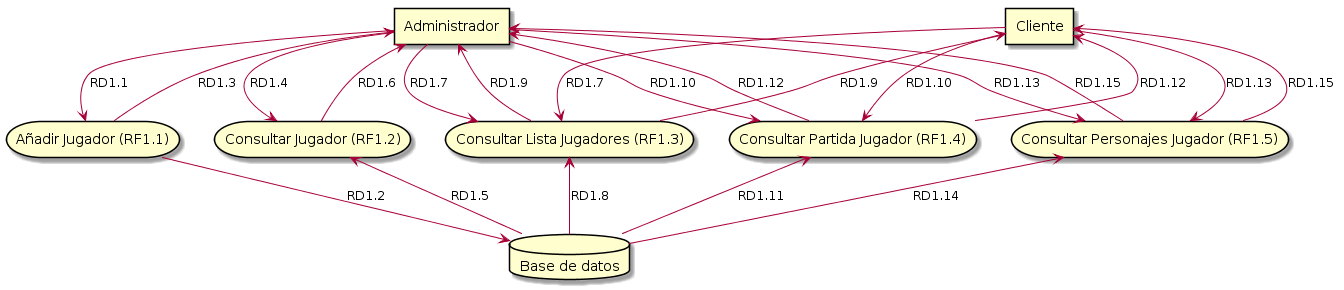 Administrador
Cliente
RD1.1
RD1.3
RD1.4
RD1.6
RD1.7
RD1.9
RD1.10
RD1.12
RD1.7
RD1.9
RD1.10
RD1.13
RD1.15
RD1.12
RD1.13
RD1.15
Añadir Jugador (RF1.1)
Consultar Jugador (RF1.2)
Consultar Lista Jugadores (RF1.3)
Consultar Partida Jugador (RF1.4)
Consultar Personajes Jugador (RF1.5)
RD1.2
RD1.5
RD1.8
RD1.11
RD1.14
Base de datos